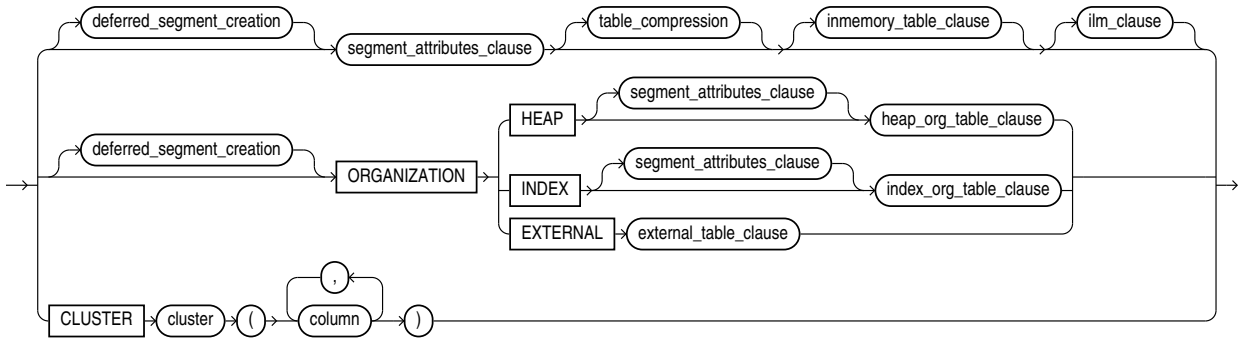 deferred_segment_creation table_compression inmemory_table_clause ilm_clause
segment_attributes_clause
segment_attributes_clause
HEAP heap_org_table_clause
deferred_segment_creation
segment_attributes_clause
ORGANIZATION
INDEX index_org_table_clause
EXTERNAL external_table_clause
,
CLUSTER cluster ( column )